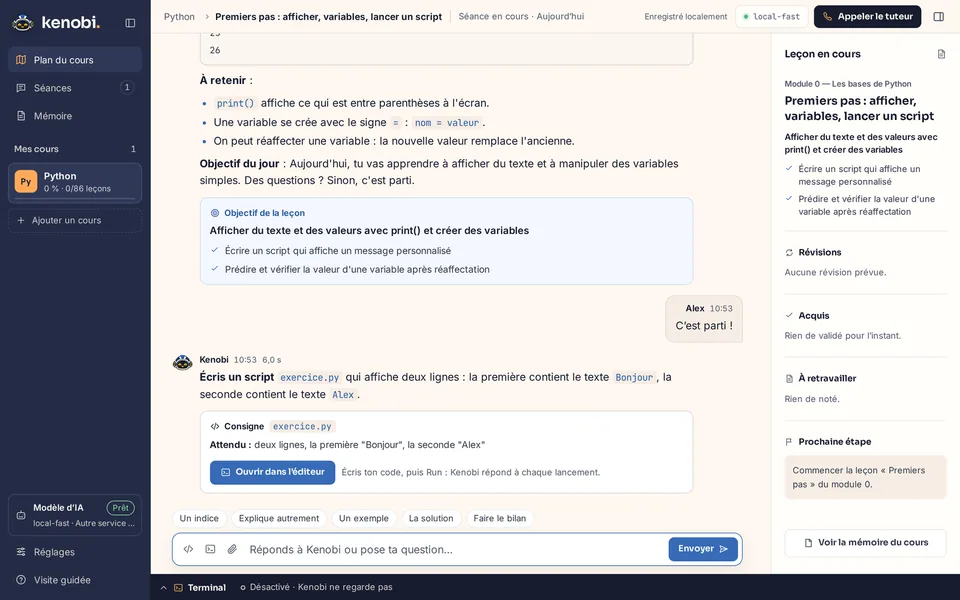 kenobi.
Python › Premiers pas : afficher, variables, lancer un script Séance en cours · Aujourd'hui
Enregistré localement
local-fast
Appeler le tuteur
Plan du cours
Séances 1
Mémoire
Mes cours 1
Py Python
0 % · 0/86 leçons
+ Ajouter un cours
Modèle d'IA Prêt
local-fast · Autre service ...
Réglages
Visite guidée
26
À retenir :
• print() affiche ce qui est entre parenthèses à l'écran.
• Une variable se crée avec le signe = : nom = valeur.
• On peut réaffecter une variable : la nouvelle valeur remplace l'ancienne.
Objectif du jour : Aujourd'hui, tu vas apprendre à afficher du texte et à manipuler des variables
simples. Des questions ? Sinon, c'est parti.
Objectif de la leçon
Afficher du texte et des valeurs avec print() et créer des variables
Écrire un script qui affiche un message personnalisé
Prédire et vérifier la valeur d'une variable après réaffectation
Alex 10:53
C'est parti !
Kenobi 10:53 6,0 s
Écris un script exercice.py qui affiche deux lignes : la première contient le texte Bonjour, la
seconde contient le texte Alex.
Consigne exercice.py
Attendu : deux lignes, la première "Bonjour", la seconde "Alex"
Ouvrir dans l'éditeur Écris ton code, puis Run : Kenobi répond à chaque lancement.
Un indice
Explique autrement
Un exemple
La solution
Faire le bilan
Réponds à Kenobi ou pose ta question...
Envoyer
Terminal Désactivé · Kenobi ne regarde pas
Leçon en cours
Module 0 — Les bases de Python
Premiers pas : afficher,
variables, lancer un script
Afficher du texte et des valeurs avec
print() et créer des variables
Écrire un script qui affiche un
message personnalisé
Prédire et vérifier la valeur d'une
variable après réaffectation
Révisions
Aucune révision prévue.
Acquis
Rien de validé pour l'instant.
À retravailler
Rien de noté.
Prochaine étape
Commencer la leçon « Premiers
pas » du module 0.
Voir la mémoire du cours